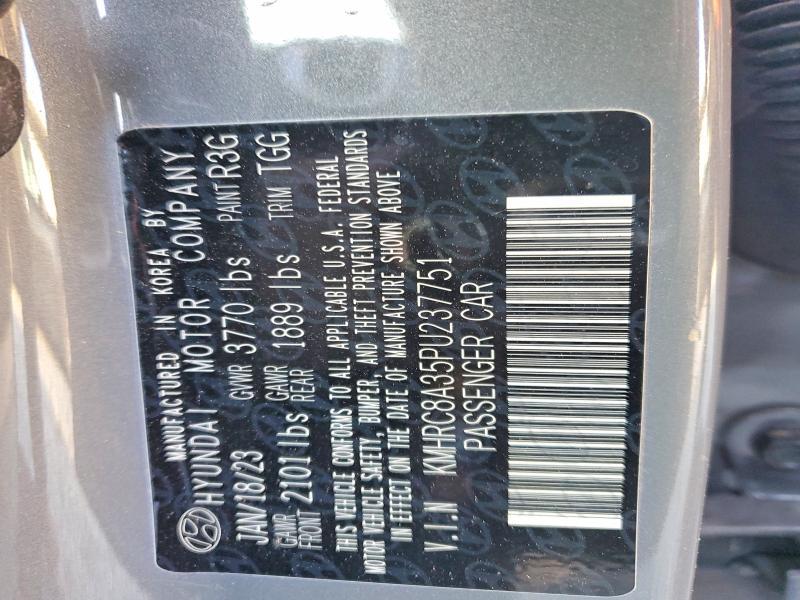 MANUFACTURED IN KOREA BY
HYUNDAI MOTOR COMPANY
JAN/18/23 GVWR 3770 lbs PAINT R3G
GAWR FRONT 2101 lbs GAWR REAR 1889 lbs TRIM TGG
THIS VEHICLE CONFORMS TO ALL APPLICABLE U.S.A. FEDERAL
MOTOR VEHICLE SAFETY, BUMPER, AND THEFT PREVENTION STANDARDS
IN EFFECT ON THE DATE OF MANUFACTURE SHOWN ABOVE
V.I.N KMHRC8A35PU237751
PASSENGER CAR